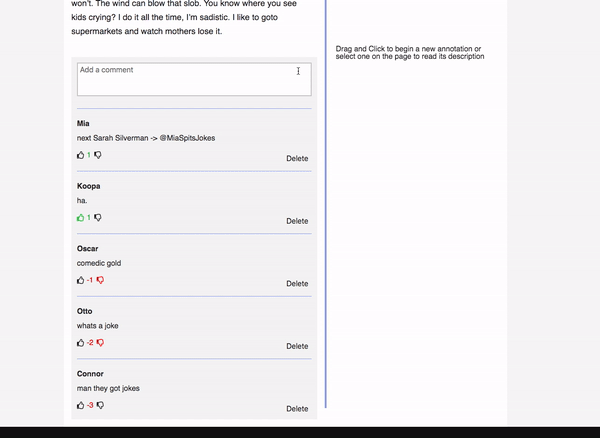 won't. The wind can blow that slob. You know where you see
kids crying? I do it all the time, I'm sadistic. I like to goto
supermarkets and watch mothers lose it.
Drag and Click to begin a new annotation or
select one on the page to read its description
Add a comment
Mia
next Sarah Silverman -> @MiaSpitsJokes
1
Delete
Koopa
ha.
1
Delete
Oscar
comedic gold
-1
Delete
Otto
whats a joke
-2
Delete
Connor
man they got jokes
-3
Delete